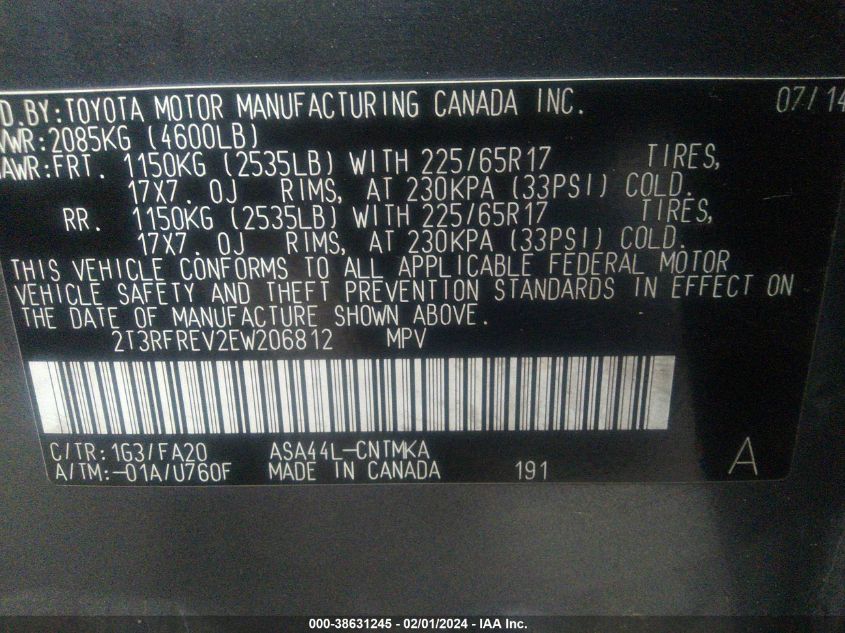 D.BY:TOYOTA MOTOR MANUFACTURING CANADA INC. 07/14
VWR:2085KG (4600LB)
AWR:FRT. 1150KG (2535LB) WITH 225/65R17 TIRES,
17X7.0J RIMS, AT 230KPA (33PSI) COLD.
RR. 1150KG (2535LB) WITH 225/65R17 TIRES,
17X7.0J RIMS, AT 230KPA (33PSI) COLD.
THIS VEHICLE CONFORMS TO ALL APPLICABLE FEDERAL MOTOR
VEHICLE SAFETY AND THEFT PREVENTION STANDARDS IN EFFECT ON
THE DATE OF MANUFACTURE SHOWN ABOVE.
2T3RFREV2EW206812 MPV
C/TR:1G3/FA20 ASA44L-CNTMKA
A/TM:-01A/U760F MADE IN CANADA 191 A
000-38631245 - 02/01/2024 - IAA Inc.